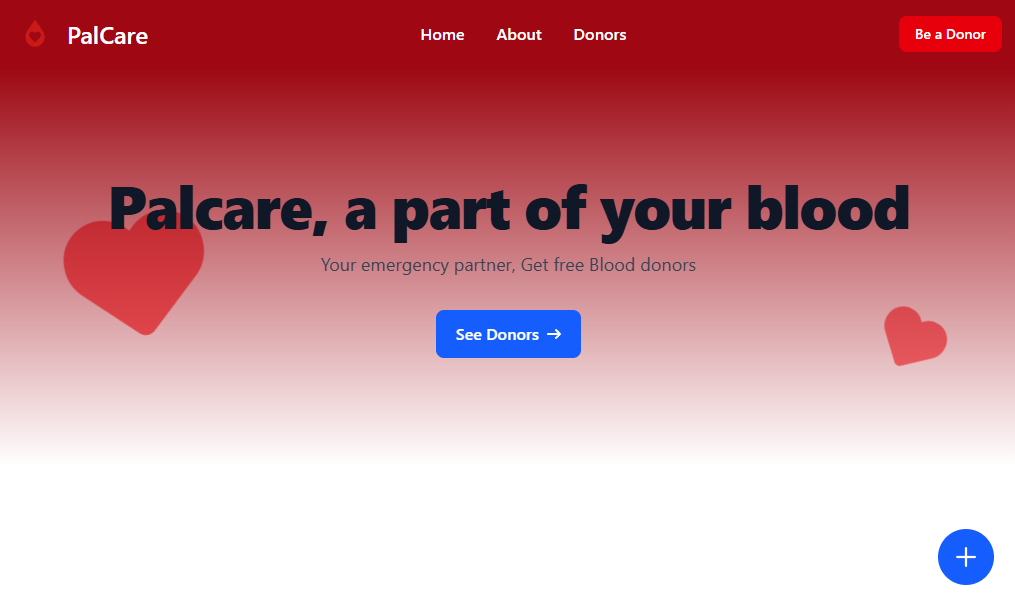 PalCare
Home About Donors
Be a Donor
Palcare, a part of your blood
Your emergency partner, Get free Blood donors
See Donors →